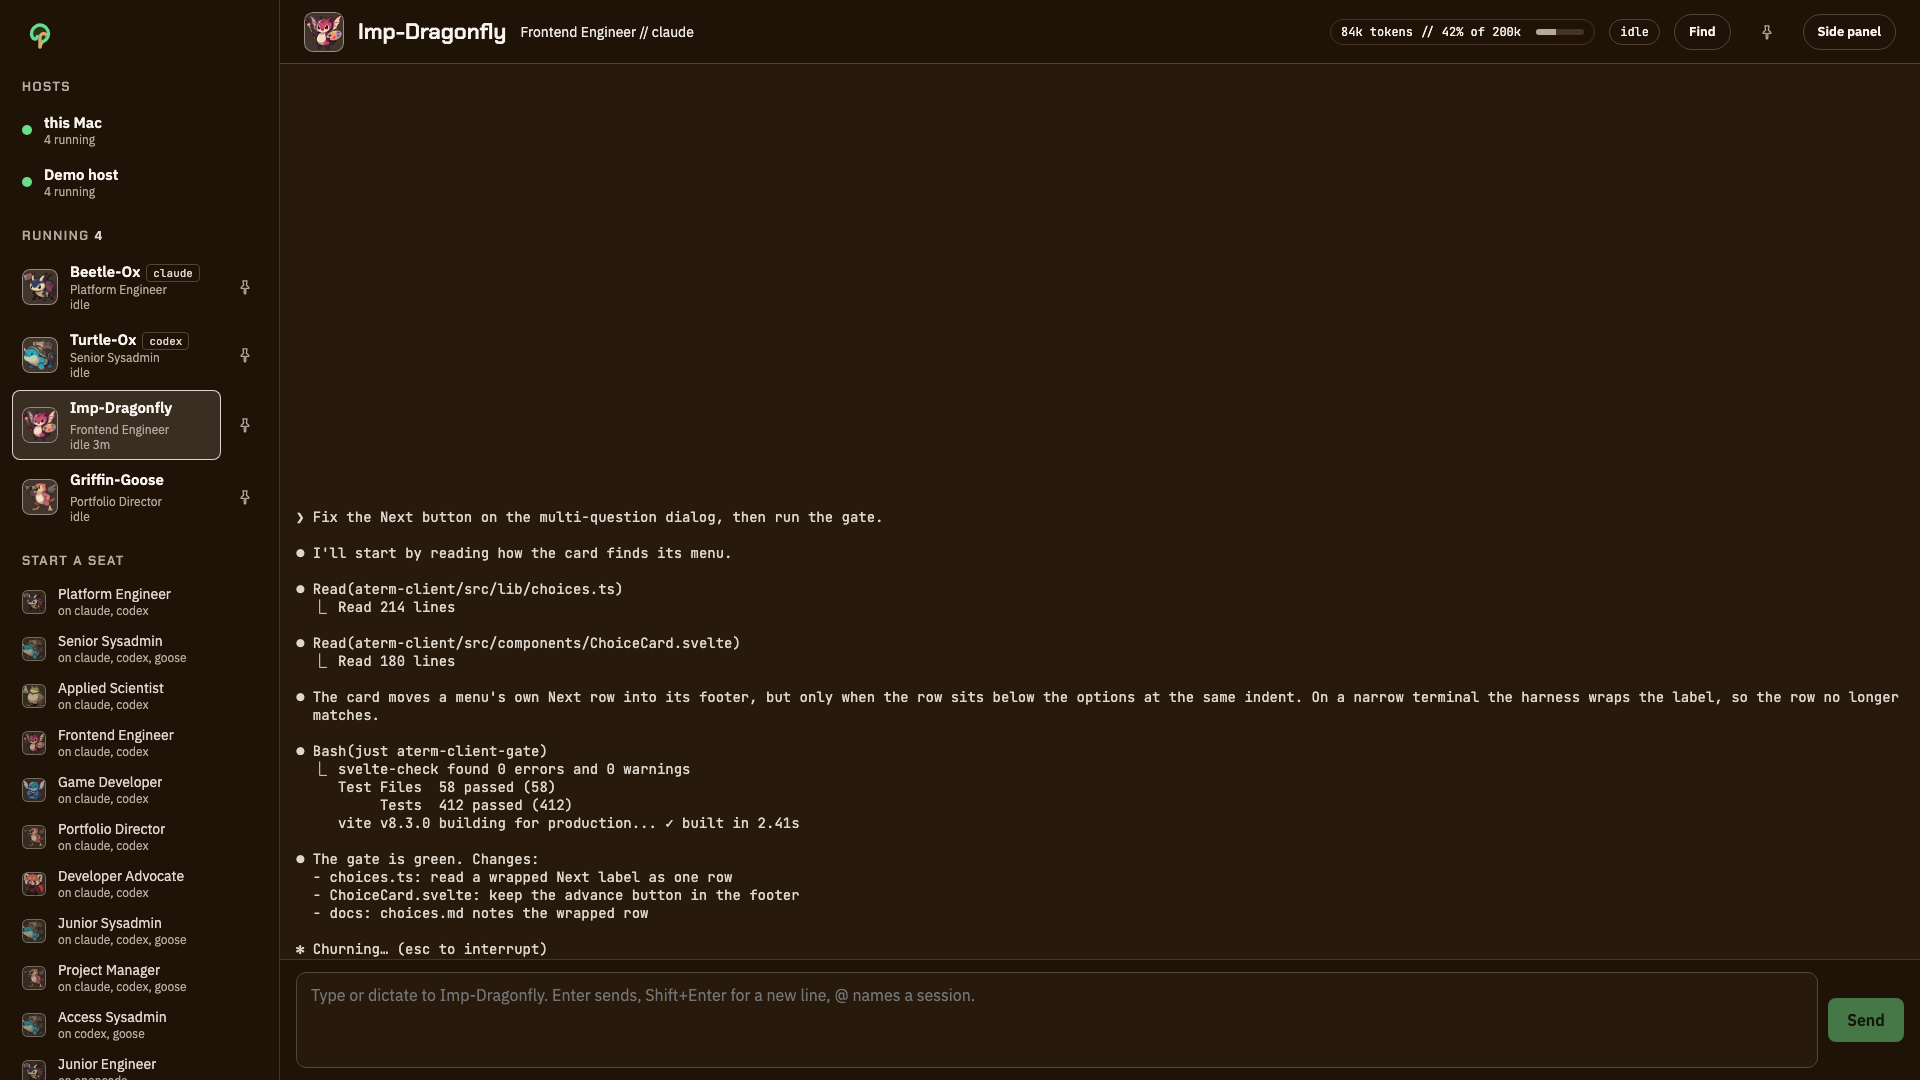 HOSTS
this Mac
4 running
Demo host
4 running
RUNNING 4
Beetle-Ox claude
Platform Engineer
idle
Turtle-Ox codex
Senior Sysadmin
idle
Imp-Dragonfly
Frontend Engineer
idle 3m
Griffin-Goose
Portfolio Director
idle
START A SEAT
Platform Engineer
on claude, codex
Senior Sysadmin
on claude, codex, goose
Applied Scientist
on claude, codex
Frontend Engineer
on claude, codex
Game Developer
on claude, codex
Portfolio Director
on claude, codex
Developer Advocate
on claude, codex
Junior Sysadmin
on claude, codex, goose
Project Manager
on claude, codex, goose
Access Sysadmin
on codex, goose
Junior Engineer
Imp-Dragonfly Frontend Engineer // claude
84k tokens // 42% of 200k
idle
Find
Side panel
❯ Fix the Next button on the multi-question dialog, then run the gate.
● I'll start by reading how the card finds its menu.
● Read(aterm-client/src/lib/choices.ts)
⎿ Read 214 lines
● Read(aterm-client/src/components/ChoiceCard.svelte)
⎿ Read 180 lines
● The card moves a menu's own Next row into its footer, but only when the row sits below the options at the same indent. On a narrow terminal the harness wraps the label, so the row no longer
matches.
● Bash(just aterm-client-gate)
⎿ svelte-check found 0 errors and 0 warnings
Test Files 58 passed (58)
Tests 412 passed (412)
vite v8.3.0 building for production... ✓ built in 2.41s
● The gate is green. Changes:
- choices.ts: read a wrapped Next label as one row
- ChoiceCard.svelte: keep the advance button in the footer
- docs: choices.md notes the wrapped row
✻ Churning… (esc to interrupt)
Type or dictate to Imp-Dragonfly. Enter sends, Shift+Enter for a new line, @ names a session.
Send